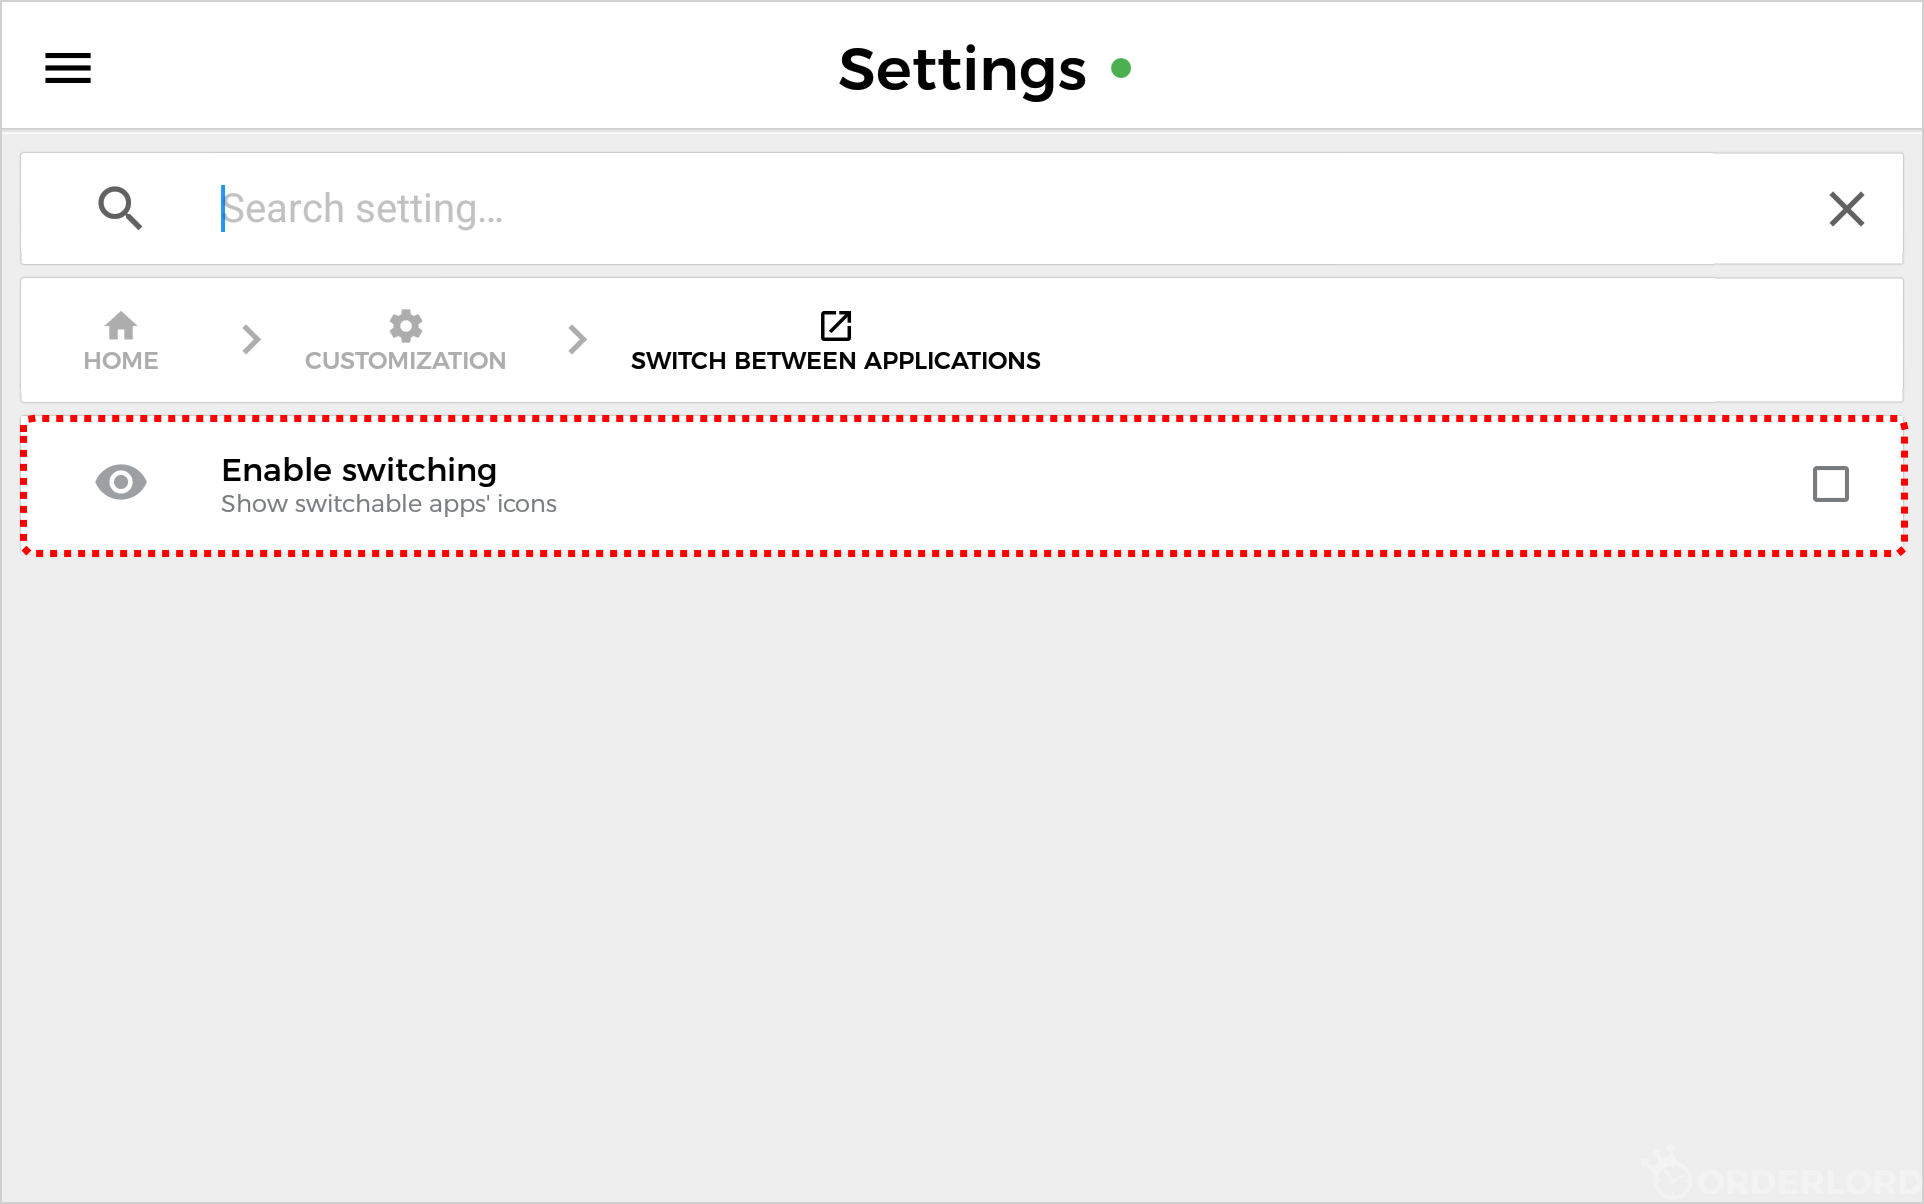 Settings
Search setting...
HOME
CUSTOMIZATION
SWITCH BETWEEN APPLICATIONS
Enable switching
Show switchable apps' icons
ORDERLORD